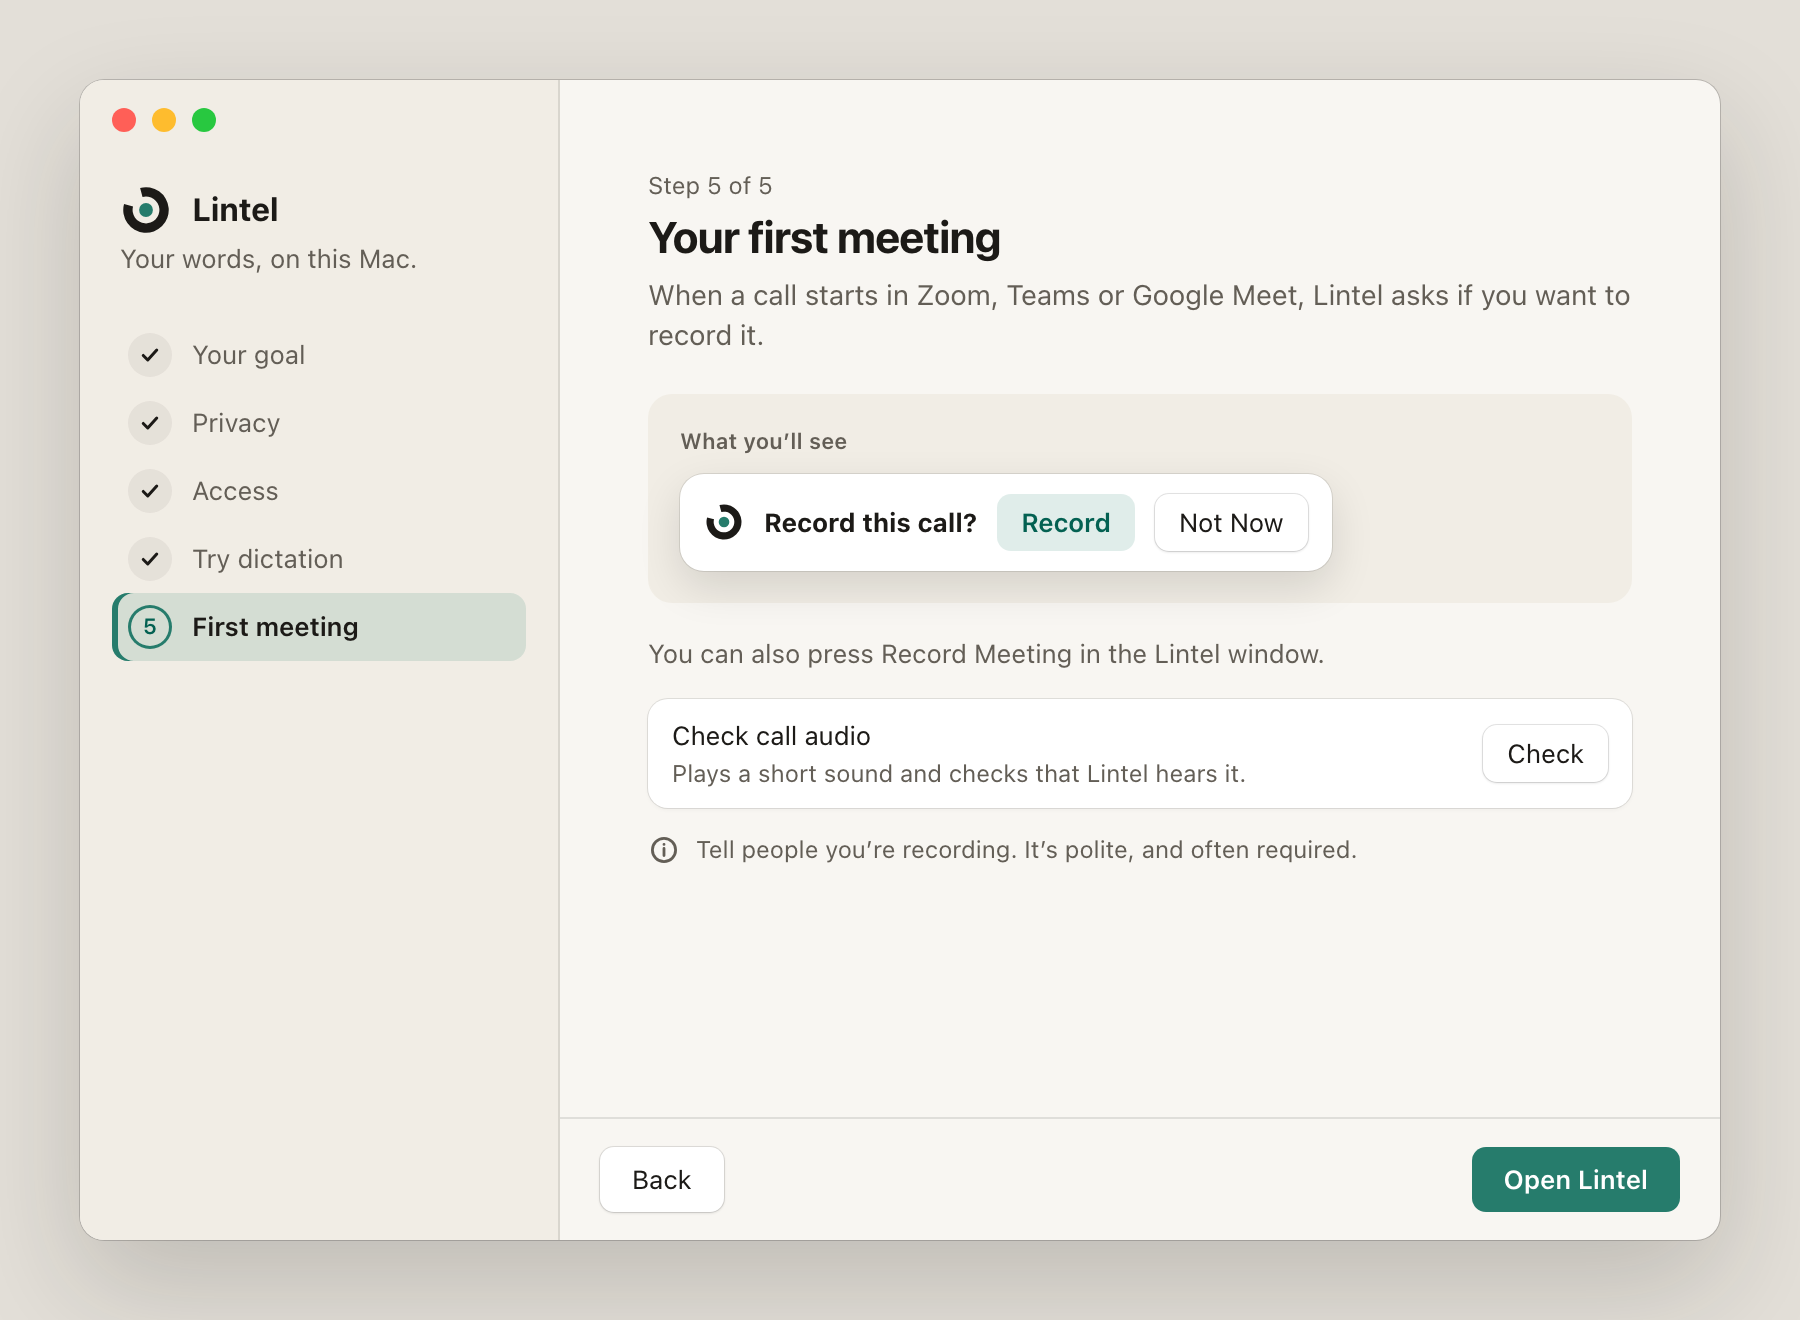 Lintel
Your words, on this Mac.
Your goal
Privacy
Access
Try dictation
5 First meeting
Step 5 of 5
Your first meeting
When a call starts in Zoom, Teams or Google Meet, Lintel asks if you want to
record it.
What you’ll see
Record this call? Record Not Now
You can also press Record Meeting in the Lintel window.
Check call audio
Plays a short sound and checks that Lintel hears it.
Check
Tell people you’re recording. It’s polite, and often required.
Back
Open Lintel